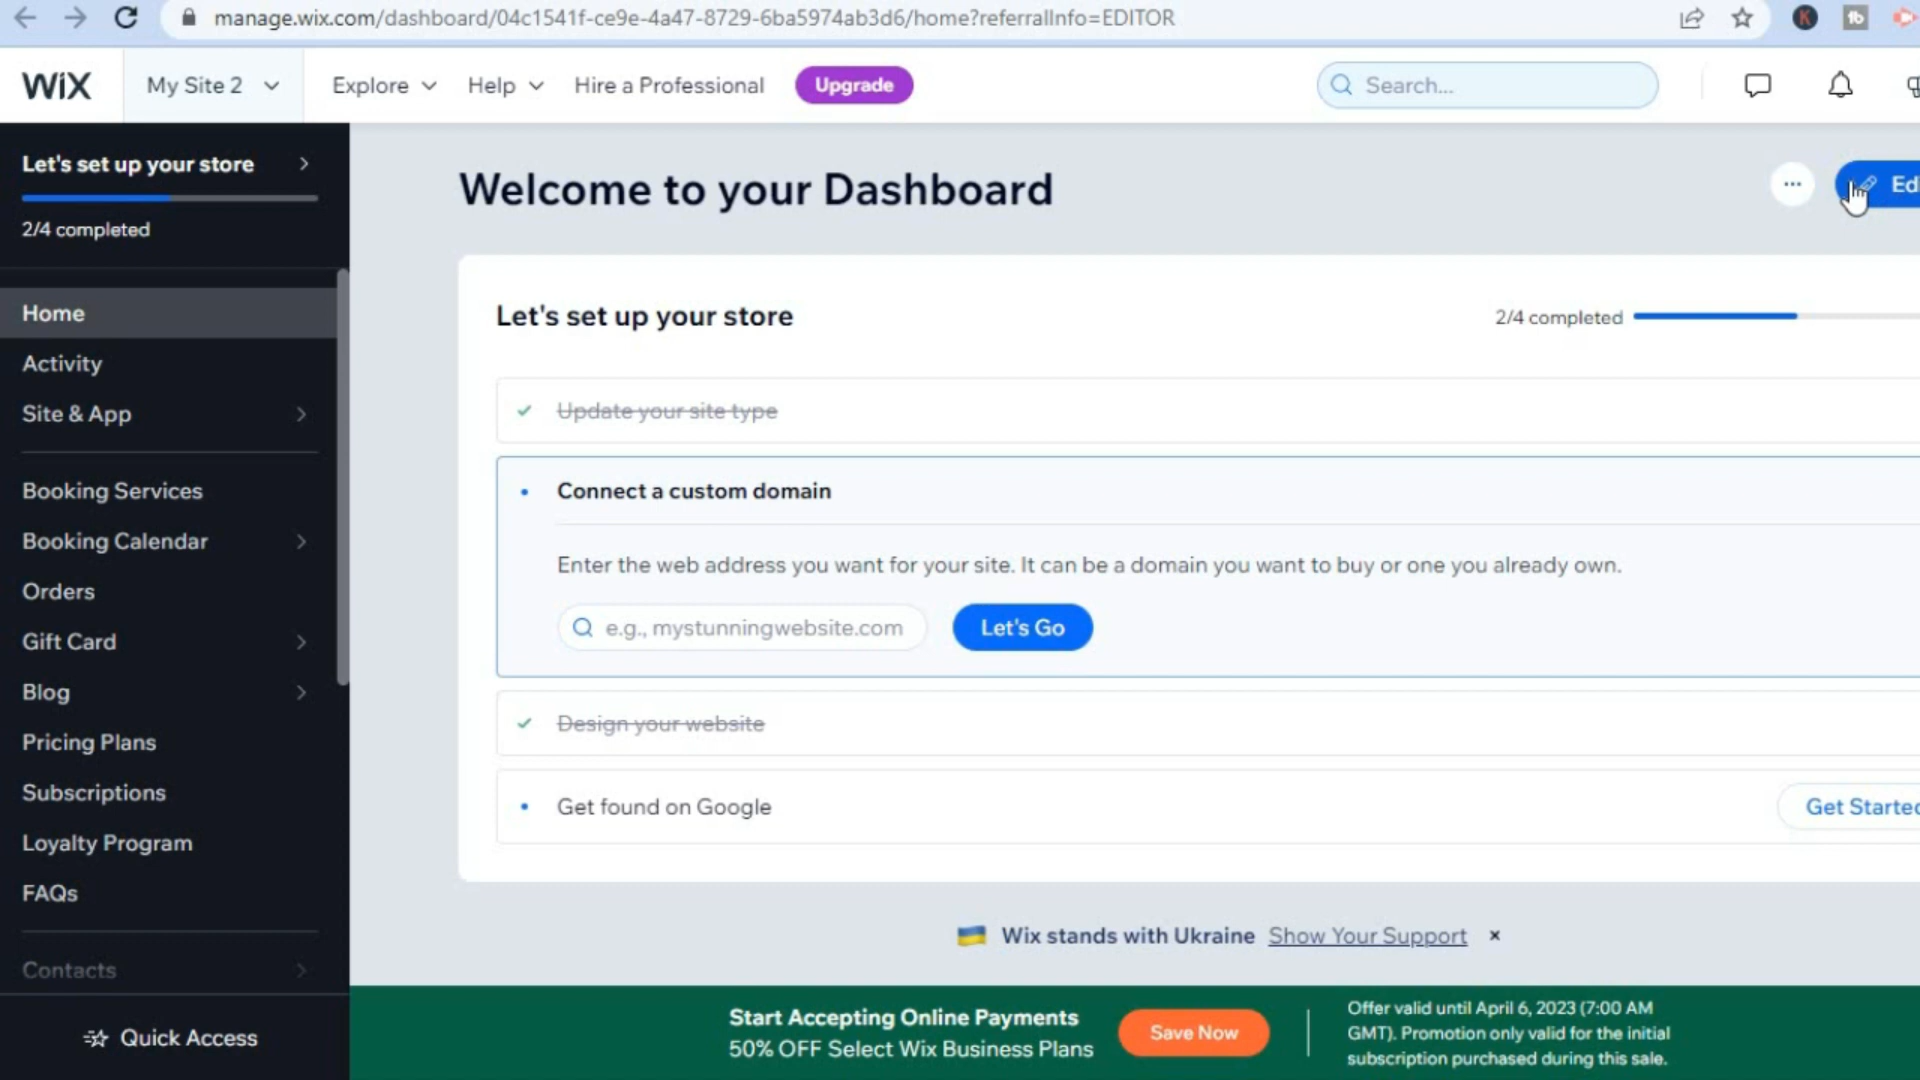 manage.wix.com/dashboard/04c1541f-ce9e-4a47-8729-6ba5974ab3d6/home?referralInfo=EDITOR
K
tb
WiX
My Site 2
Explore
Help
Hire a Professional
Upgrade
Search...
Let's set up your store
2/4 completed
Home
Activity
Site & App
Booking Services
Booking Calendar
Orders
Gift Card
Blog
Pricing Plans
Subscriptions
Loyalty Program
FAQs
Contacts
Quick Access
Welcome to your Dashboard
Ed
Let's set up your store
2/4 completed
Update your site type
Connect a custom domain
Enter the web address you want for your site. It can be a domain you want to buy or one you already own.
e.g., mystunningwebsite.com
Let's Go
Design your website
Get found on Google
Get Started
Wix stands with Ukraine Show Your Support
Start Accepting Online Payments
50% OFF Select Wix Business Plans
Save Now
Offer valid until April 6, 2023 (7:00 AM
GMT). Promotion only valid for the initial
subscription purchased during this sale.